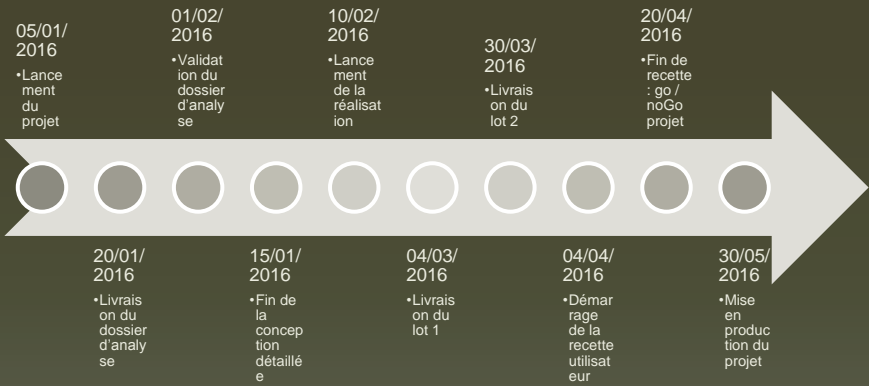 05/01/
2016
•Lance
ment
du
projet
20/01/
2016
•Livrais
on du
dossier
d'analy
se
01/02/
2016
•Validat
ion du
dossier
d'analy
se
15/01/
2016
•Fin de
la
concep
tion
détaillé
e
10/02/
2016
•Lance
ment
de la
réalisat
ion
04/03/
2016
•Livrais
on du
lot 1
30/03/
2016
•Livrais
on du
lot 2
04/04/
2016
•Démar
rage
de la
recette
utilisat
eur
20/04/
2016
•Fin de
recette
: go /
noGo
projet
30/05/
2016
•Mise
en
produc
tion du
projet